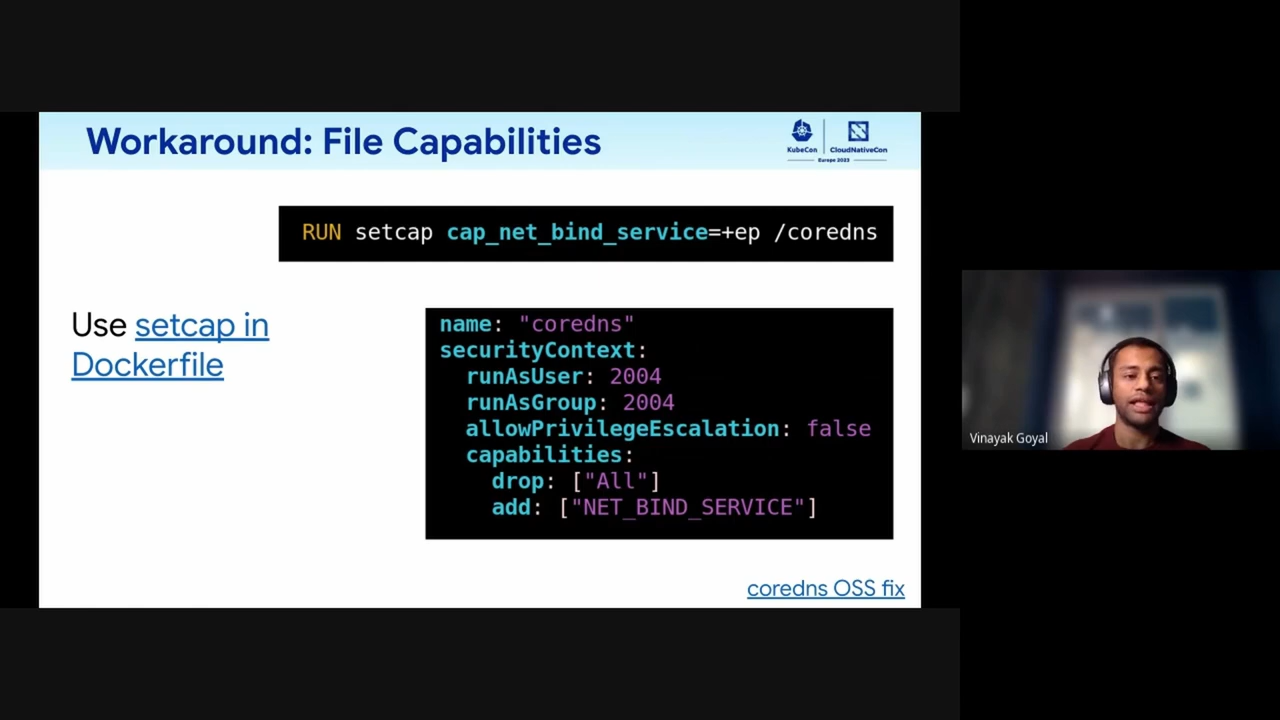 Workaround: File Capabilities
KubeCon
CloudNativeCon
Europe 2023
RUN setcap cap_net_bind_service=+ep /coredns
Use setcap in
Dockerfile
name: "coredns"
securityContext:
runAsUser: 2004
runAsGroup: 2004
allowPrivilegeEscalation: false
capabilities:
drop: ["All"]
add: ["NET_BIND_SERVICE"]
coredns OSS fix
Vinayak Goyal